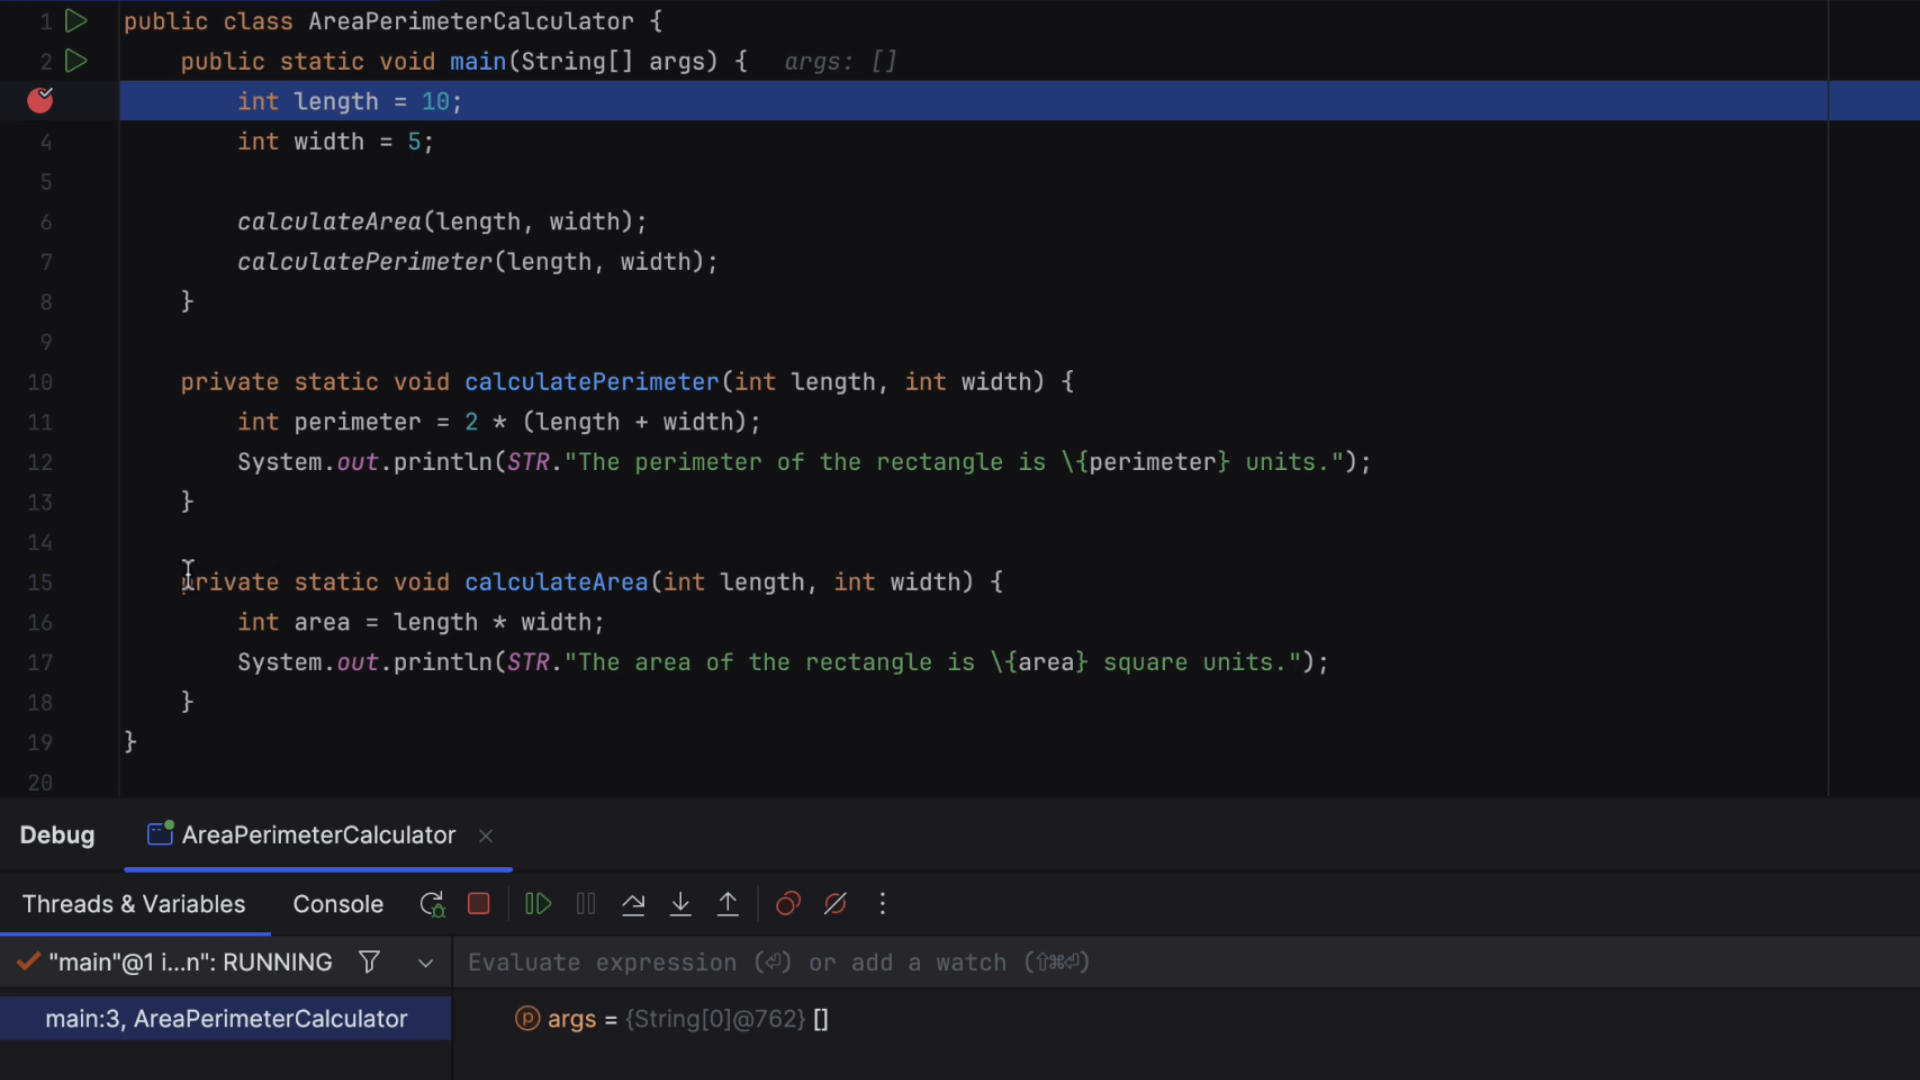 1 public class AreaPerimeterCalculator {
2 public static void main(String[] args) { args: []
int length = 10;
4 int width = 5;
5
6 calculateArea(length, width);
7 calculatePerimeter(length, width);
8 }
9
10 private static void calculatePerimeter(int length, int width) {
11 int perimeter = 2 * (length + width);
12 System.out.println(STR."The perimeter of the rectangle is \{perimeter} units.");
13 }
14
15 private static void calculateArea(int length, int width) {
16 int area = length * width;
17 System.out.println(STR."The area of the rectangle is \{area} square units.");
18 }
19 }
20
Debug AreaPerimeterCalculator
Threads & Variables Console
"main"@1 i...n": RUNNING Evaluate expression (⏎) or add a watch (⇧⌘⏎)
main:3, AreaPerimeterCalculator p args = {String[0]@762} []